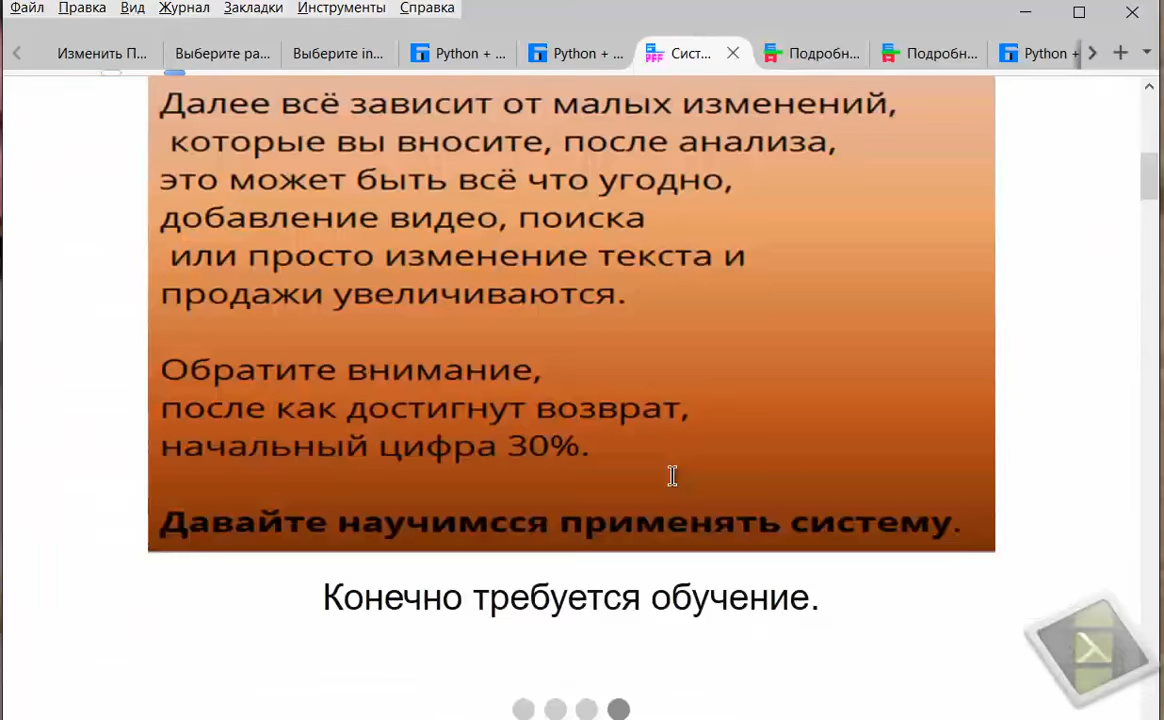 Файл Правка Вид Журнал Закладки Инструменты Справка
Изменить П... Выберите ра... Выберите in... Python + ... Python + ... Сист... Подробн... Подробн... Python +
Далее всё зависит от малых изменений,
которые вы вносите, после анализа,
это может быть всё что угодно,
добавление видео, поиска
или просто изменение текста и
продажи увеличиваются.
Обратите внимание,
после как достигнут возврат,
начальный цифра 30%.
Давайте научимсся применять систему.
Конечно требуется обучение.